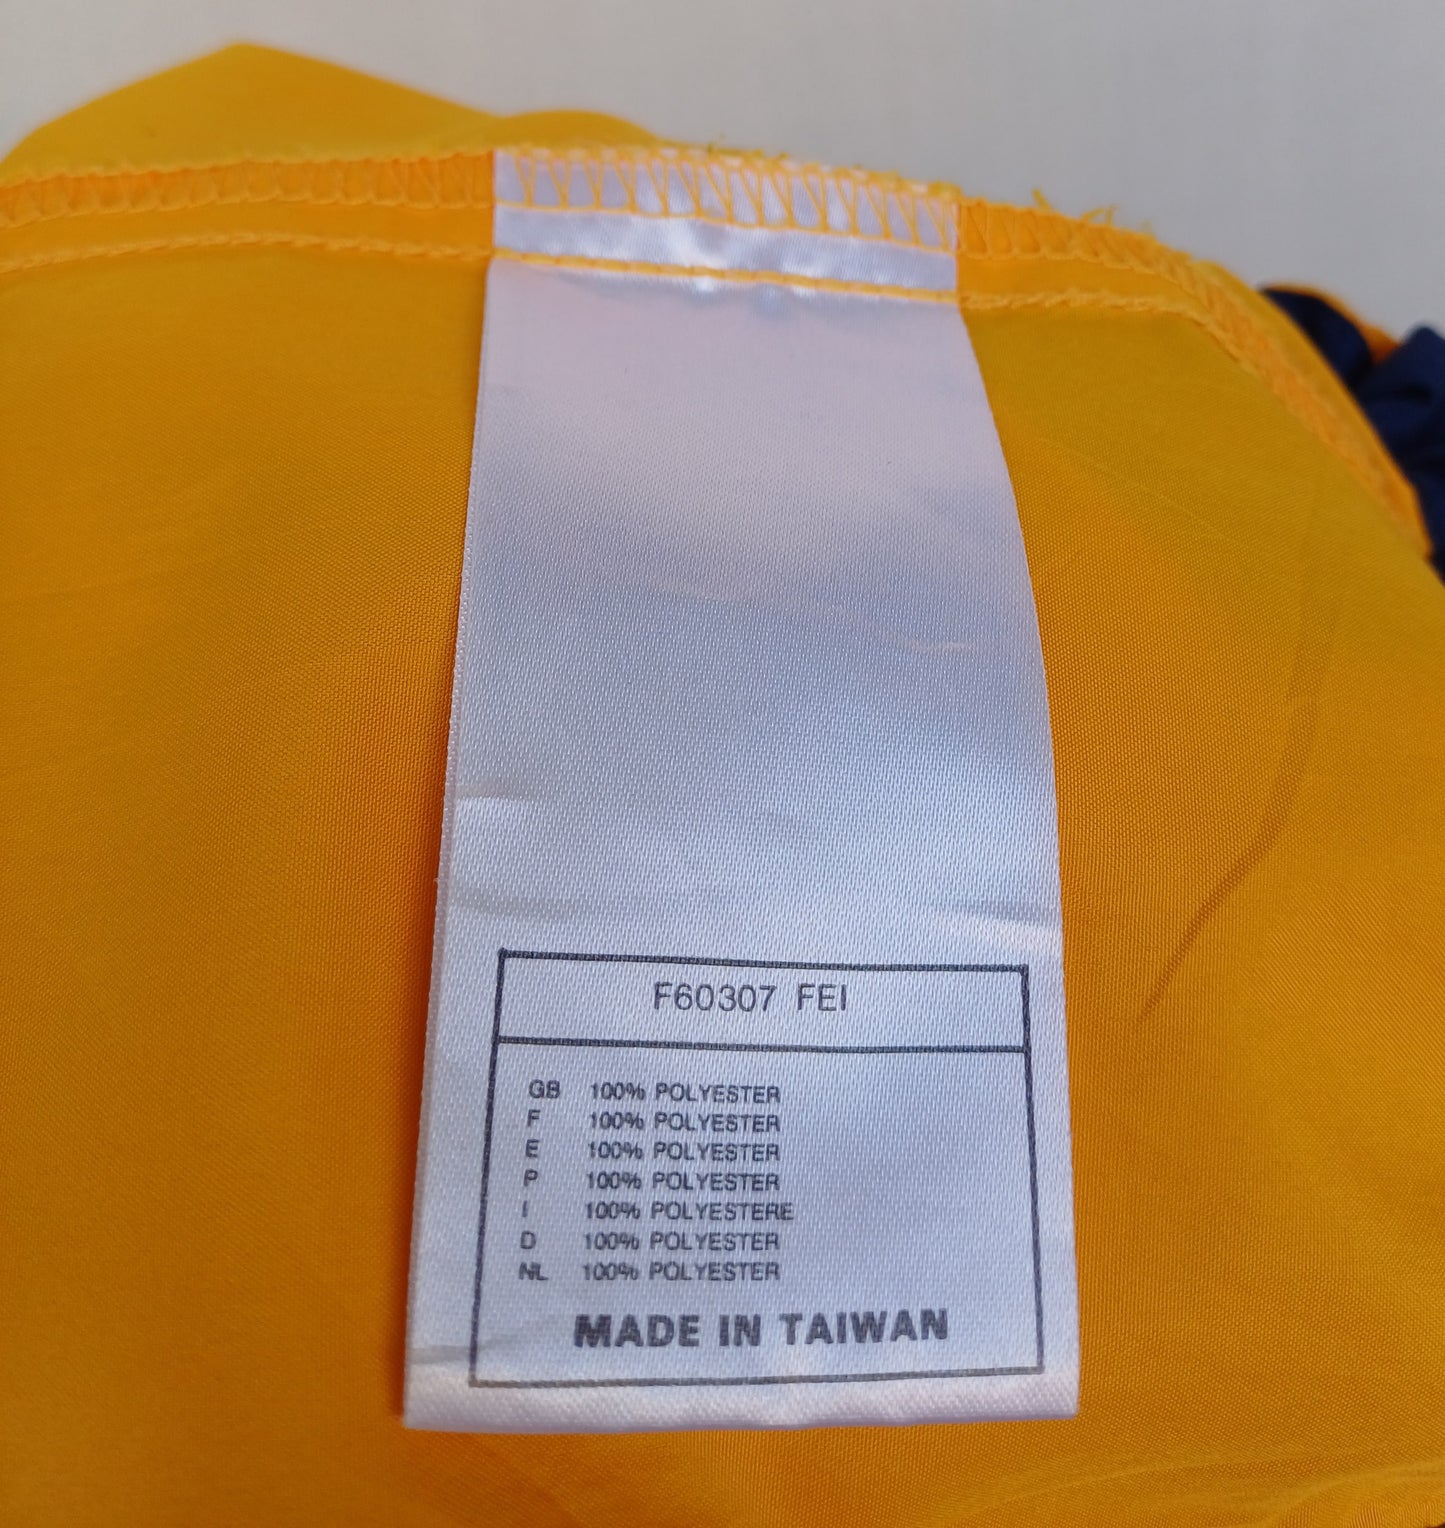 F60307 FEI
GB 100% POLYESTER
F 100% POLYESTER
E 100% POLYESTER
P 100% POLYESTER
I 100% POLYESTERE
D 100% POLYESTER
NL 100% POLYESTER
MADE IN TAIWAN